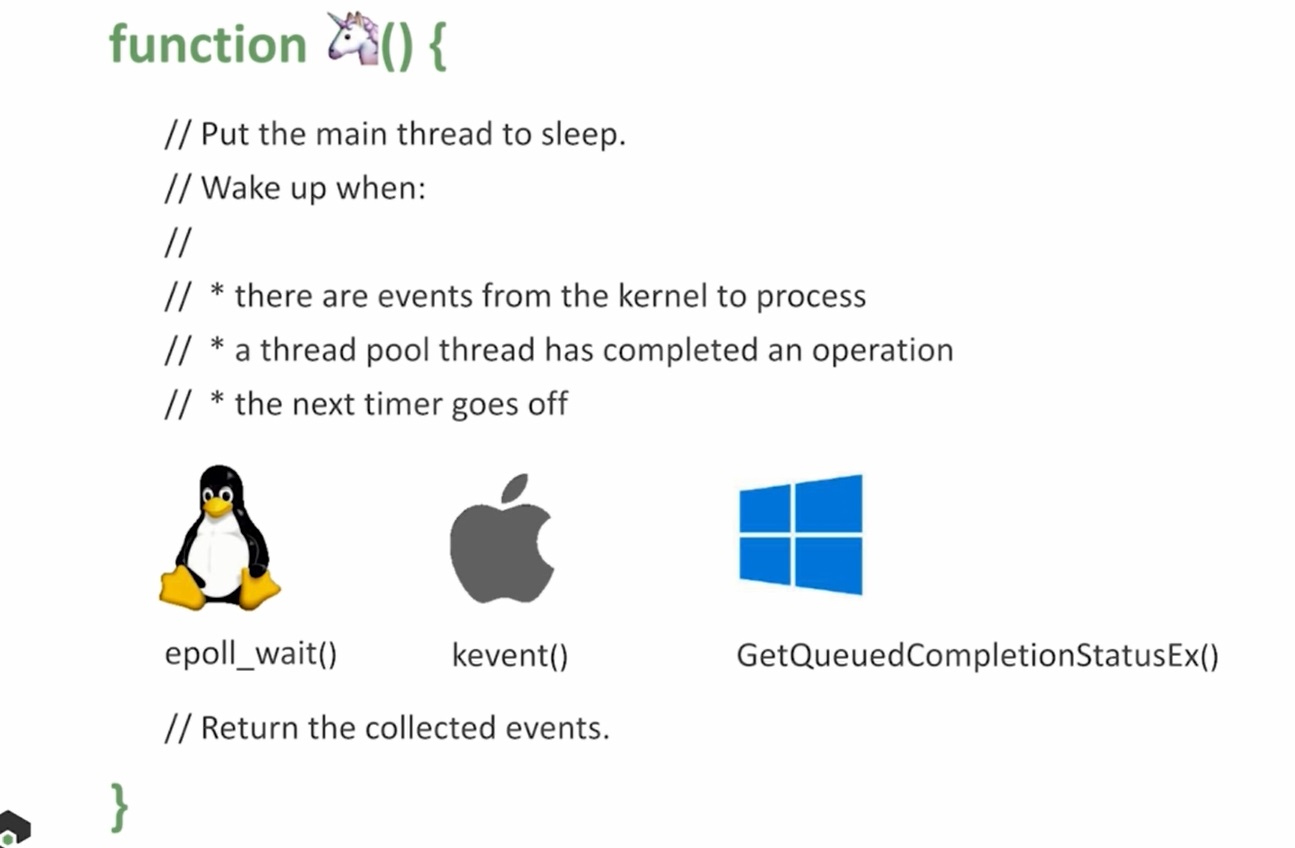 function 🦄() {
// Put the main thread to sleep.
// Wake up when:
//
// * there are events from the kernel to process
// * a thread pool thread has completed an operation
// * the next timer goes off
epoll_wait() kevent() GetQueuedCompletionStatusEx()
// Return the collected events.
}